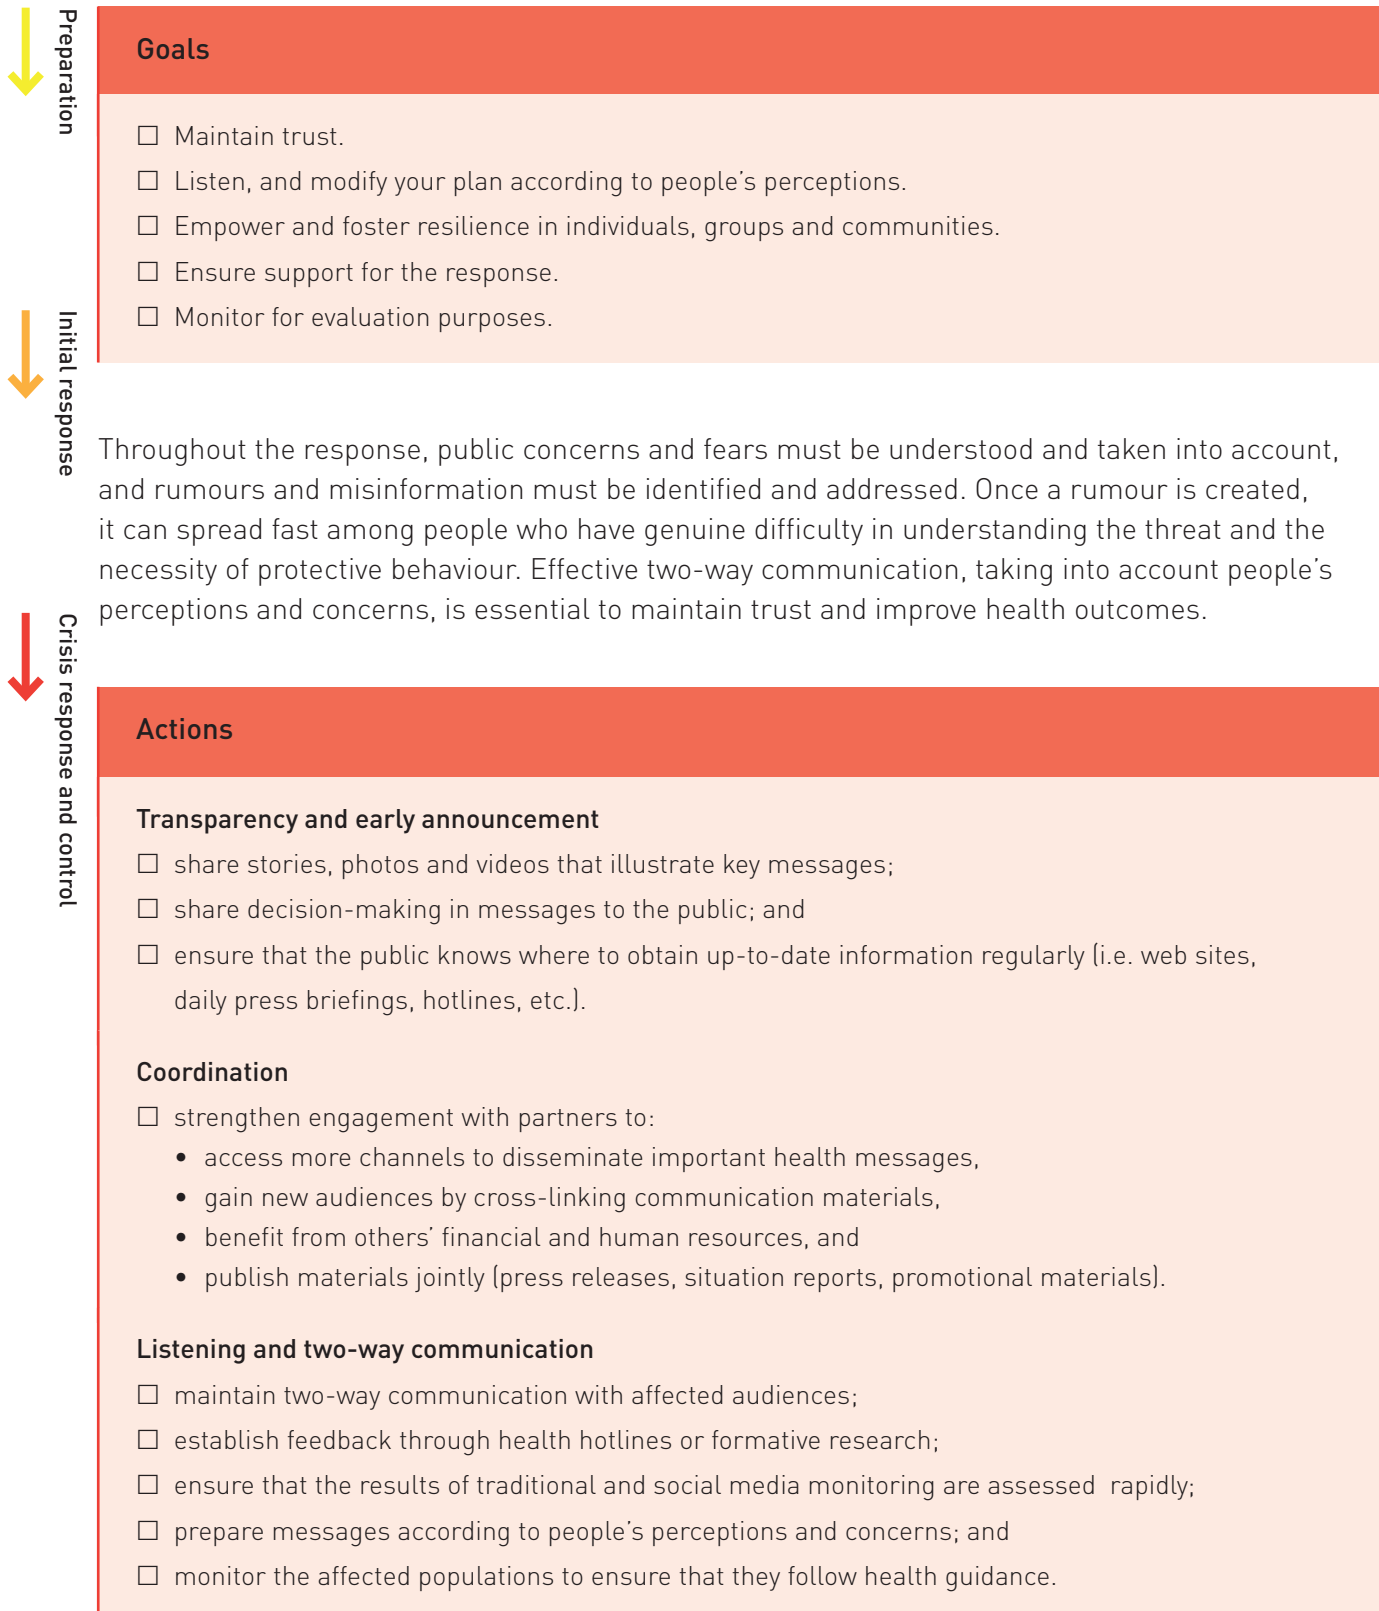 Preparation
Initial response
Crisis response and control
Goals
☐ Maintain trust.
☐ Listen, and modify your plan according to people’s perceptions.
☐ Empower and foster resilience in individuals, groups and communities.
☐ Ensure support for the response.
☐ Monitor for evaluation purposes.
Throughout the response, public concerns and fears must be understood and taken into account,
and rumours and misinformation must be identified and addressed. Once a rumour is created,
it can spread fast among people who have genuine difficulty in understanding the threat and the
necessity of protective behaviour. Effective two-way communication, taking into account people’s
perceptions and concerns, is essential to maintain trust and improve health outcomes.
Actions
Transparency and early announcement
☐ share stories, photos and videos that illustrate key messages;
☐ share decision-making in messages to the public; and
☐ ensure that the public knows where to obtain up-to-date information regularly (i.e. web sites,
daily press briefings, hotlines, etc.).
Coordination
☐ strengthen engagement with partners to:
• access more channels to disseminate important health messages,
• gain new audiences by cross-linking communication materials,
• benefit from others’ financial and human resources, and
• publish materials jointly (press releases, situation reports, promotional materials).
Listening and two-way communication
☐ maintain two-way communication with affected audiences;
☐ establish feedback through health hotlines or formative research;
☐ ensure that the results of traditional and social media monitoring are assessed  rapidly;
☐ prepare messages according to people’s perceptions and concerns; and
☐ monitor the affected populations to ensure that they follow health guidance.